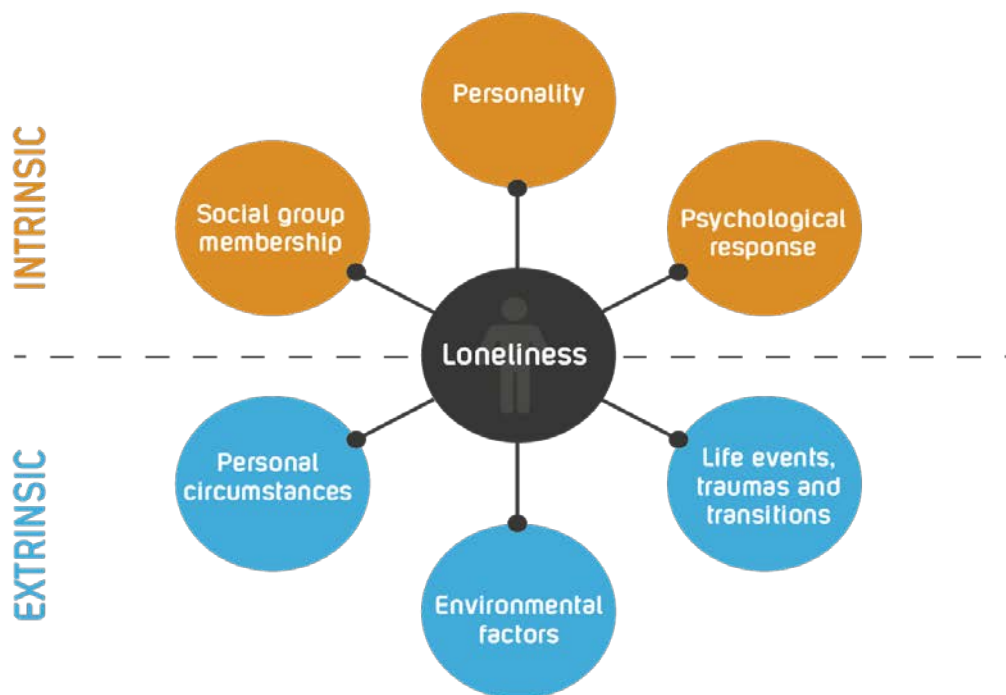 INTRINSIC
Personality
Social group
membership
Psychological
response
Loneliness
EXTRINSIC
Personal
circumstances
Life events,
traumas and
transitions
Environmental
factors